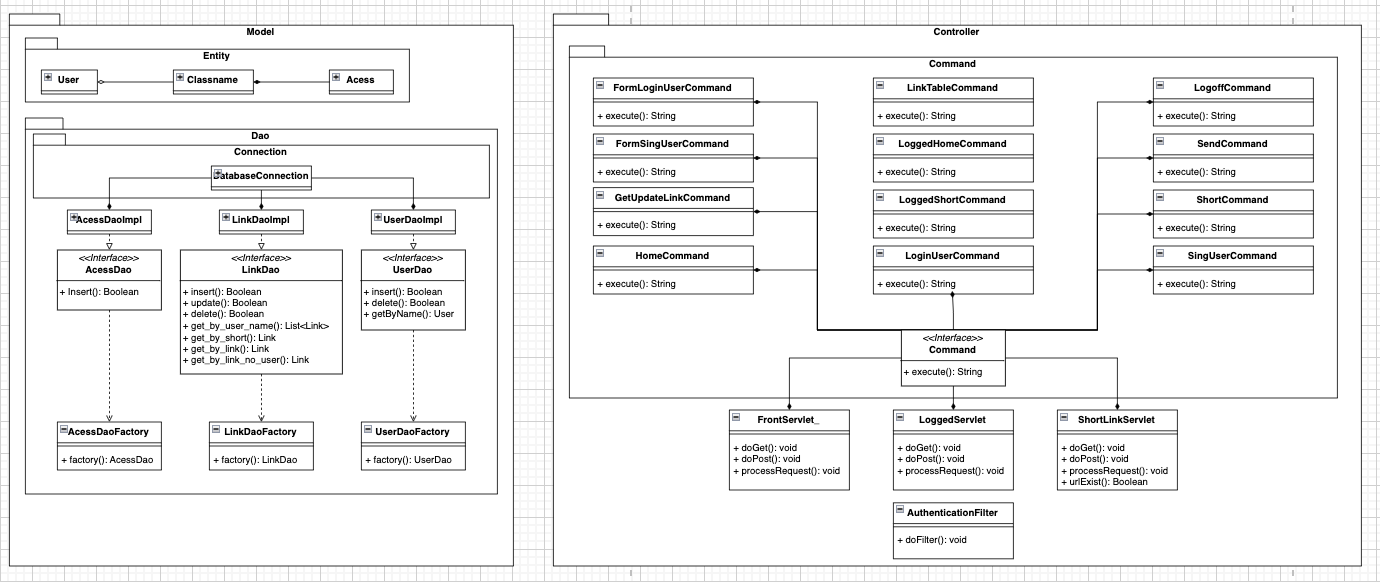 Model
Entity
User
Classname
Acess
Dao
Connection
DatabaseConnection
AcessDaoImpl
LinkDaoImpl
UserDaoImpl
<<Interface>>
AcessDao
+ Insert(): Boolean
<<Interface>>
LinkDao
+ insert(): Boolean
+ update(): Boolean
+ delete(): Boolean
+ get_by_user_name(): List<Link>
+ get_by_short(): Link
+ get_by_link(): Link
+ get_by_link_no_user(): Link
<<Interface>>
UserDao
+ insert(): Boolean
+ delete(): Boolean
+ getByName(): User
AcessDaoFactory
+ factory(): AcessDao
LinkDaoFactory
+ factory(): LinkDao
UserDaoFactory
+ factory(): UserDao
Controller
Command
FormLoginUserCommand
+ execute(): String
FormSingUserCommand
+ execute(): String
GetUpdateLinkCommand
+ execute(): String
HomeCommand
+ execute(): String
LinkTableCommand
+ execute(): String
LoggedHomeCommand
+ execute(): String
LoggedShortCommand
+ execute(): String
LoginUserCommand
+ execute(): String
LogoffCommand
+ execute(): String
SendCommand
+ execute(): String
ShortCommand
+ execute(): String
SingUserCommand
+ execute(): String
<<Interface>>
Command
+ execute(): String
FrontServlet_
+ doGet(): void
+ doPost(): void
+ processRequest(): void
LoggedServlet
+ doGet(): void
+ doPost(): void
+ processRequest(): void
ShortLinkServlet
+ doGet(): void
+ doPost(): void
+ processRequest(): void
+ urlExist(): Boolean
AuthenticationFilter
+ doFilter(): void